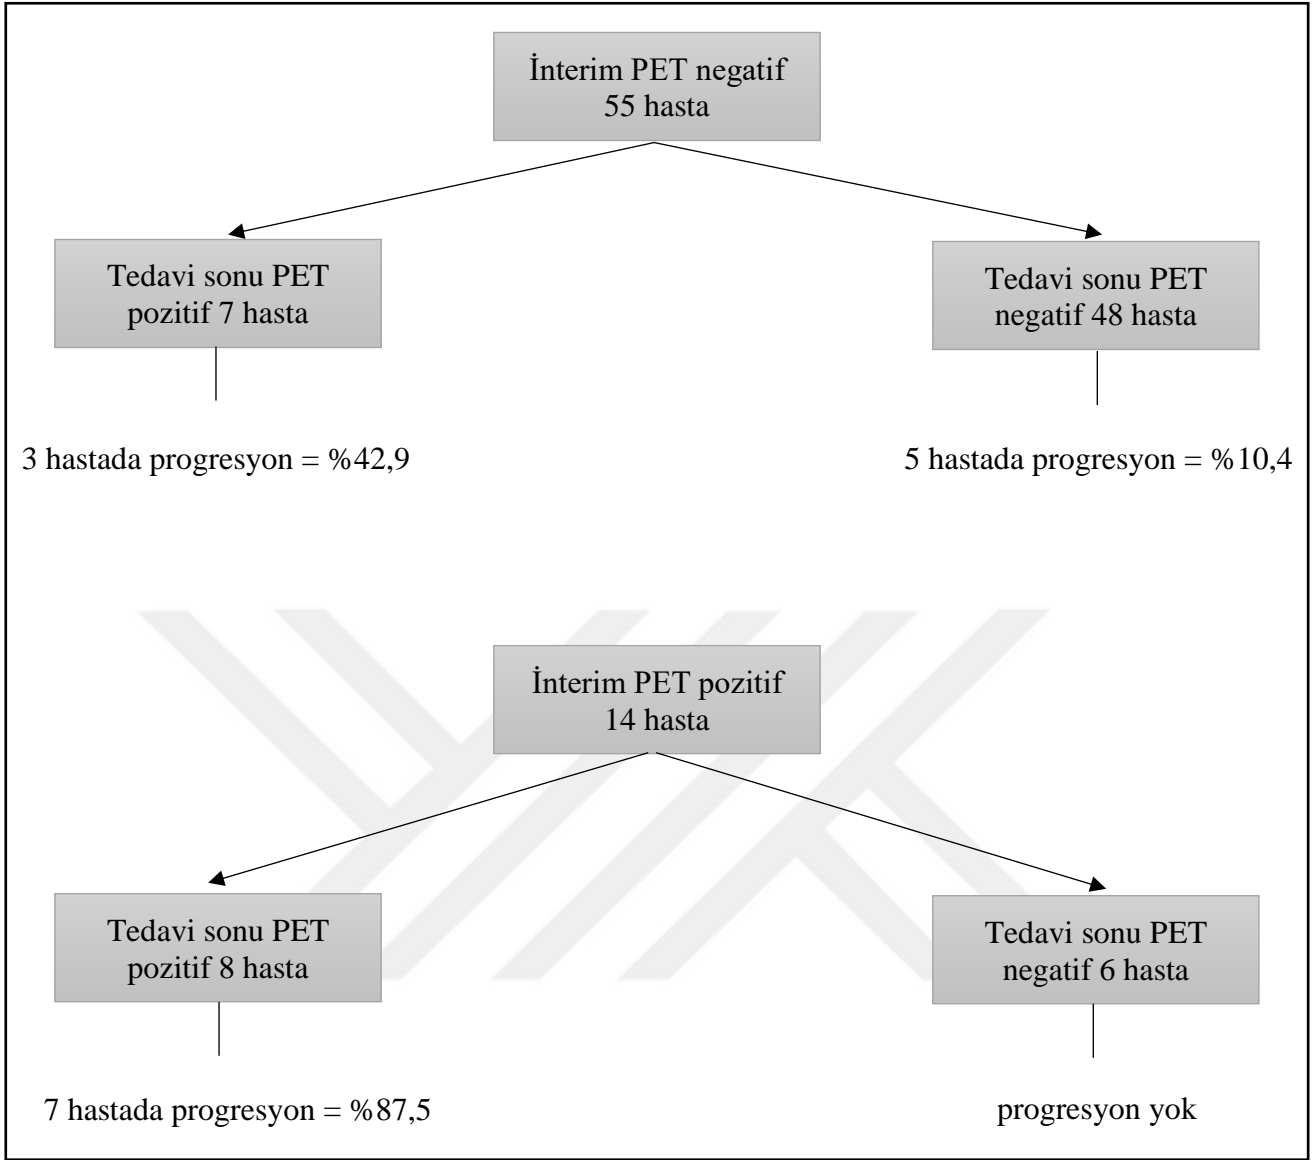 İnterim PET negatif
55 hasta
Tedavi sonu PET
pozitif 7 hasta
Tedavi sonu PET
negatif 48 hasta
3 hastada progresyon = %42,9
5 hastada progresyon = %10,4
İnterim PET pozitif
14 hasta
Tedavi sonu PET
pozitif 8 hasta
Tedavi sonu PET
negatif 6 hasta
7 hastada progresyon = %87,5
progresyon yok